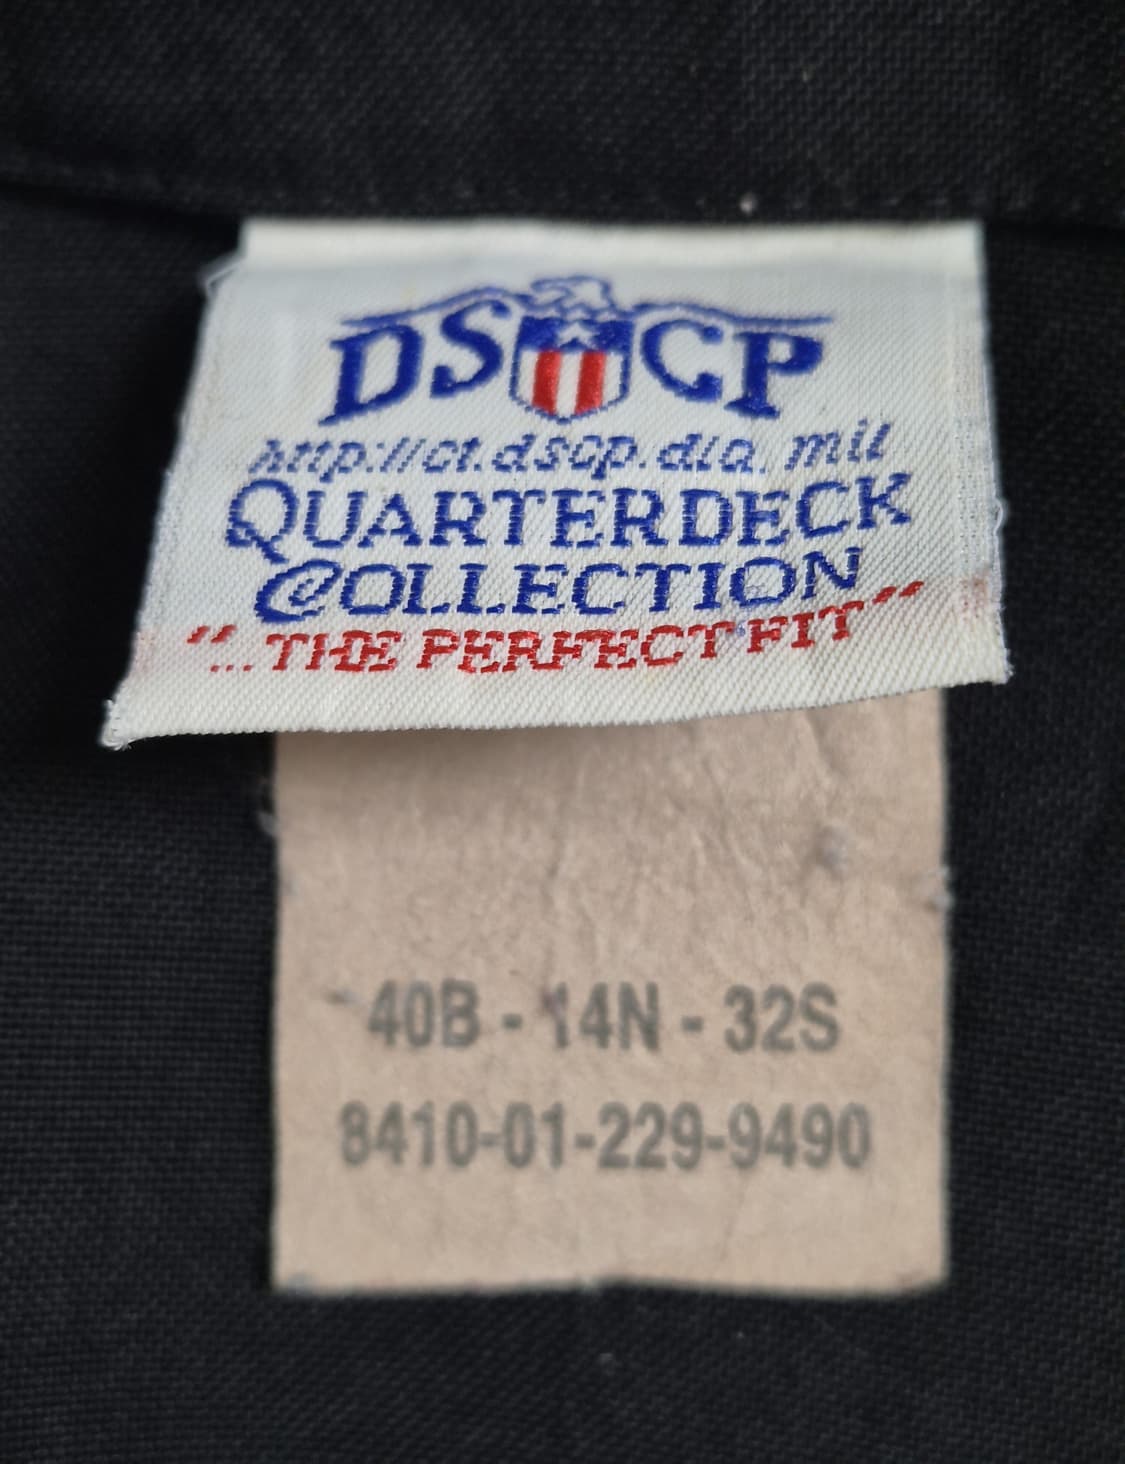 DSCP
http://ct.dscp.dla.mil
QUARTERDECK
COLLECTION
"...THE PERFECT FIT"
40B - 14N - 32S
8410-01-229-9490